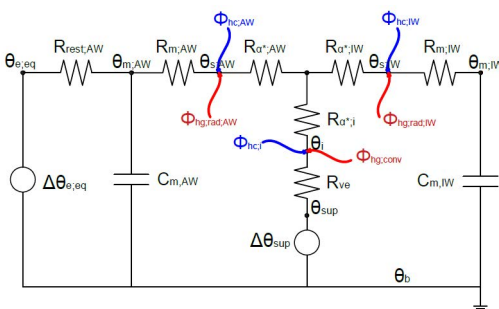 Φhc;AW
Φhc;IW
Rrest;AW
Rm;AW
Rα*;AW
Rα*;IW
Rm;IW
θe;eq
θm;AW
θs;AW
θs;IW
θm;IW
Φhg;rad;AW
Φhg;rad;IW
Rα*;i
Φhc;i
θi
Φhg;conv
Δθe;eq
Cm,AW
Rve
Cm,IW
θsup
Δθsup
θb